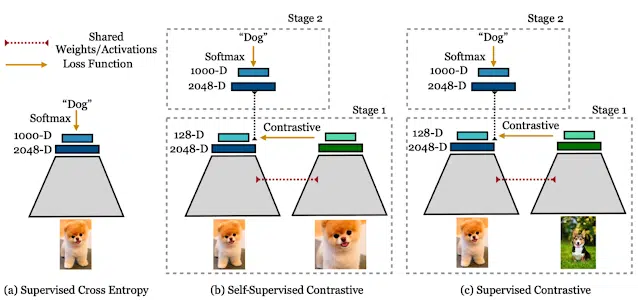 Shared
Weights/Activations
Loss Function
"Dog"
Softmax
1000-D
2048-D
(a) Supervised Cross Entropy
Stage 2
"Dog"
Softmax
1000-D
2048-D
Stage 1
Contrastive
128-D
2048-D
(b) Self-Supervised Contrastive
Stage 2
"Dog"
Softmax
1000-D
2048-D
Stage 1
Contrastive
128-D
2048-D
(c) Supervised Contrastive